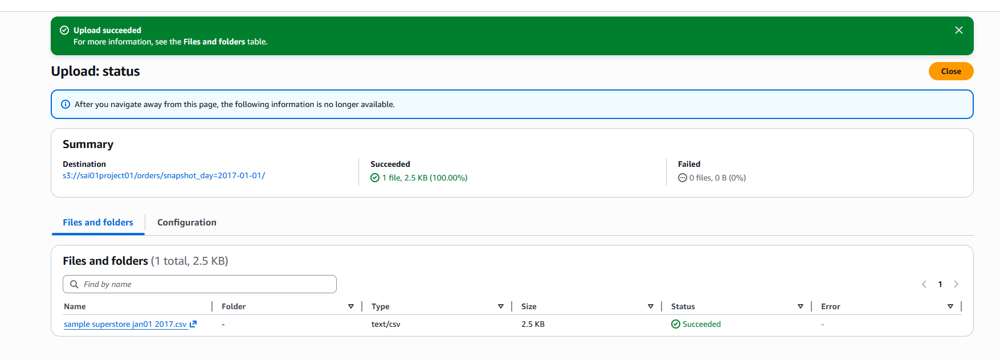 Upload succeeded
For more information, see the Files and folders table.
Upload: status
Close
After you navigate away from this page, the following information is no longer available.
Summary
Destination
s3://sai01project01/orders/snapshot_day=2017-01-01/
Succeeded
1 file, 2.5 KB (100.00%)
Failed
0 files, 0 B (0%)
Files and folders
Configuration
Files and folders (1 total, 2.5 KB)
Find by name
1
Name Folder Type Size Status Error
sample superstore jan01 2017.csv - text/csv 2.5 KB Succeeded -